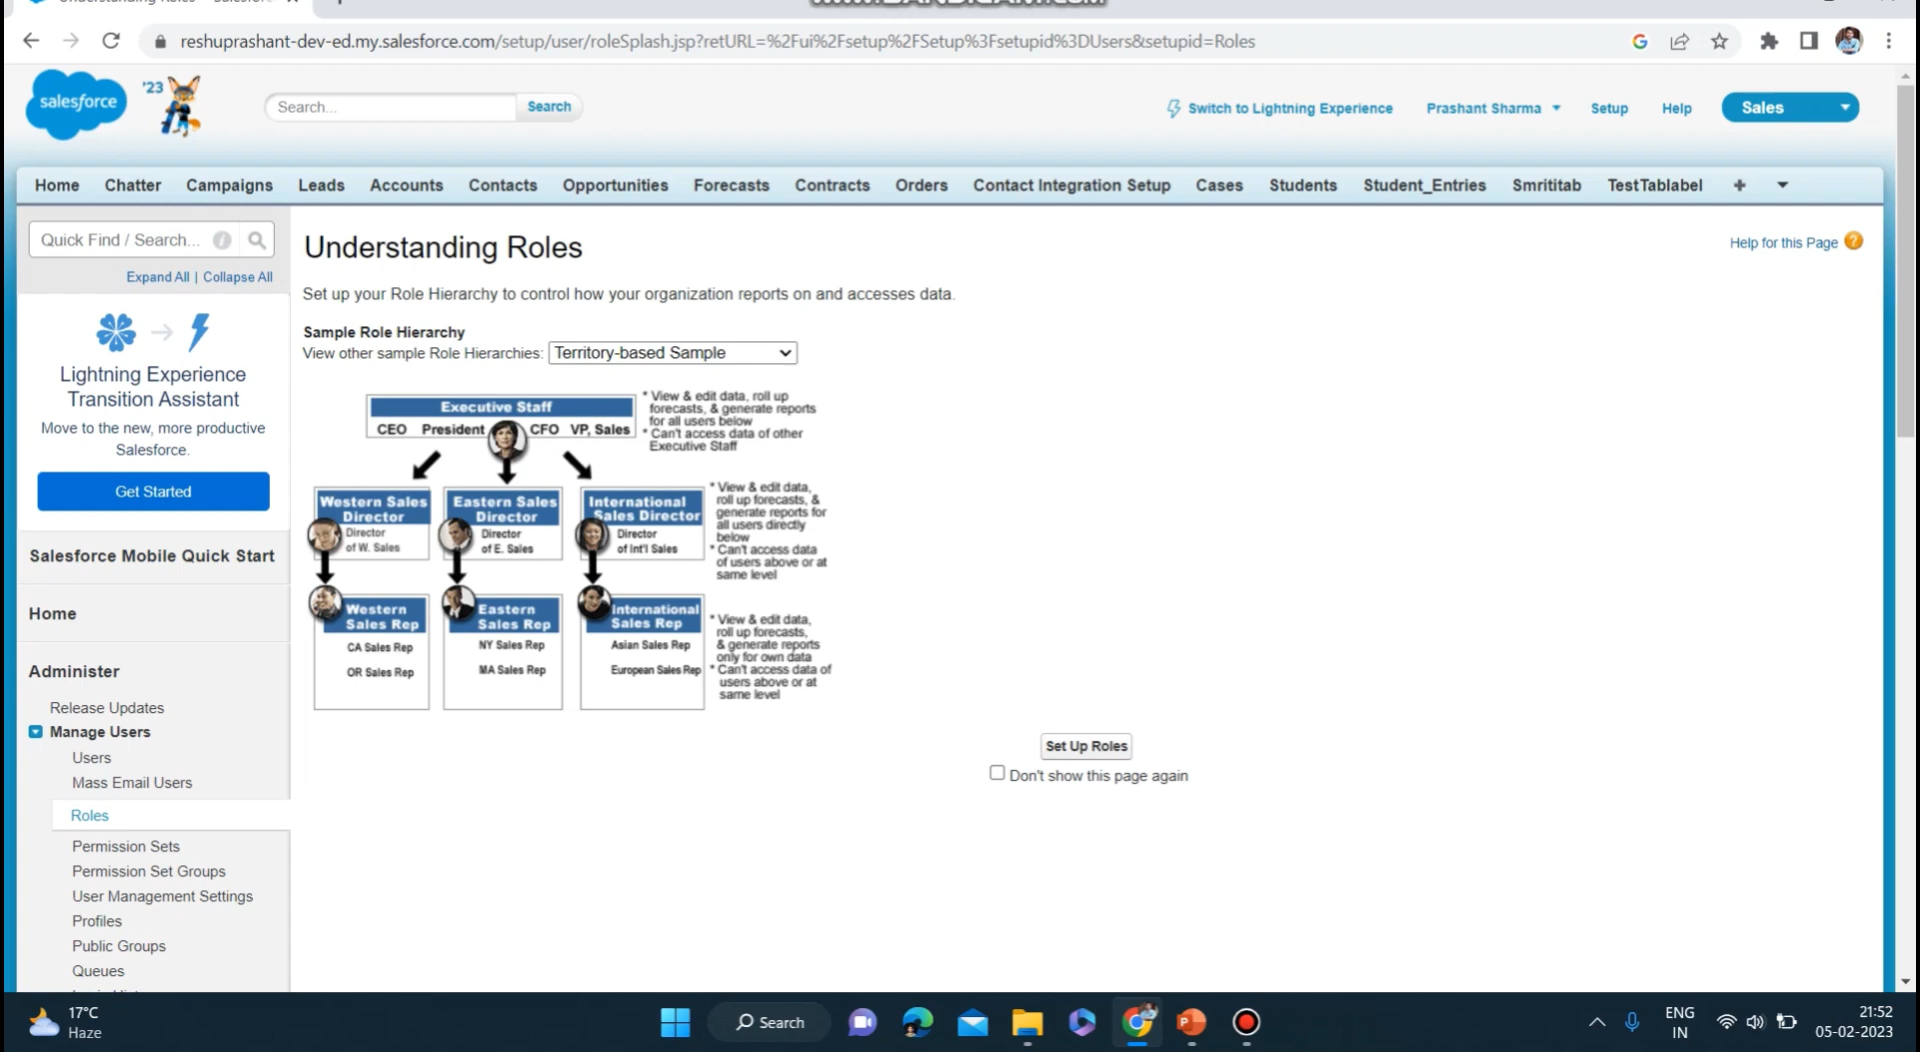 Understanding Roles ~ Salesforc
www.BANDICAM.com
reshuprashant-dev-ed.my.salesforce.com/setup/user/roleSplash.jsp?retURL=%2Fui%2Fsetup%2FSetup%3Fsetupid%3DUsers&setupid=Roles
salesforce
'23
Search...
Search
Switch to Lightning Experience
Prashant Sharma
Setup
Help
Sales
Home
Chatter
Campaigns
Leads
Accounts
Contacts
Opportunities
Forecasts
Contracts
Orders
Contact Integration Setup
Cases
Students
Student_Entries
Smrititab
TestTablabel
+
Quick Find / Search...
Expand All | Collapse All
Lightning Experience
Transition Assistant
Move to the new, more productive
Salesforce.
Get Started
Salesforce Mobile Quick Start
Home
Administer
Release Updates
Manage Users
Users
Mass Email Users
Roles
Permission Sets
Permission Set Groups
User Management Settings
Profiles
Public Groups
Queues
Understanding Roles
Help for this Page
Set up your Role Hierarchy to control how your organization reports on and accesses data.
Sample Role Hierarchy
View other sample Role Hierarchies: Territory-based Sample
Executive Staff
CEO President CFO VP, Sales
* View & edit data, roll up
forecasts, & generate reports
for all users below
* Can't access data of other
Executive Staff
Western Sales
Director
Director
of W. Sales
Eastern Sales
Director
Director
of E. Sales
International
Sales Director
Director
of Int'l Sales
* View & edit data,
roll up forecasts, &
generate reports for
all users directly
below
* Can't access data
of users above or at
same level
Western
Sales Rep
CA Sales Rep
OR Sales Rep
Eastern
Sales Rep
NY Sales Rep
MA Sales Rep
International
Sales Rep
Asian Sales Rep
European Sales Rep
* View & edit data,
roll up forecasts,
& generate reports
only for own data
* Can't access data of
users above or at
same level
Set Up Roles
Don't show this page again
17°C
Haze
Search
ENG
IN
21:52
05-02-2023